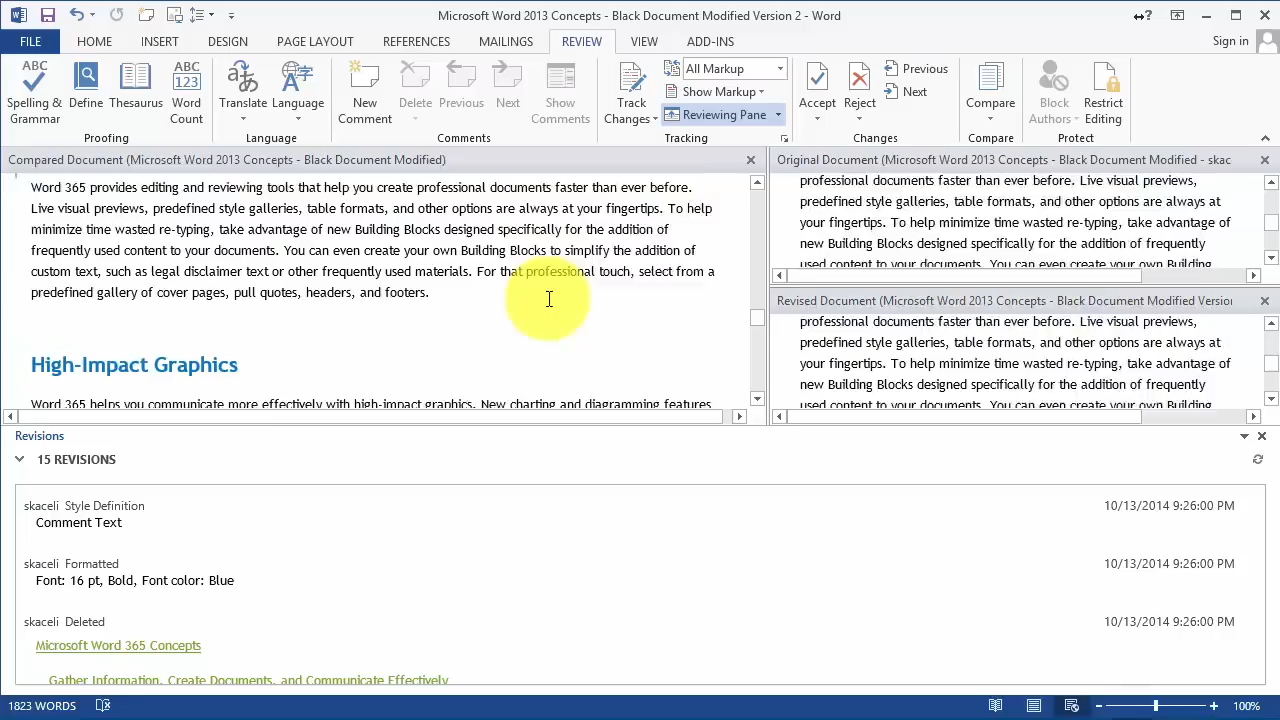 Microsoft Word 2013 Concepts - Black Document Modified Version 2 - Word
FILE HOME INSERT DESIGN PAGE LAYOUT REFERENCES MAILINGS REVIEW VIEW ADD-INS Sign in
Spelling & Grammar Define Thesaurus Word Count
Proofing
Translate Language
Language
New Comment Delete Previous Next Show Comments
Comments
Track Changes
All Markup
Show Markup
Reviewing Pane
Tracking
Accept Reject
Previous
Next
Changes
Compare
Compare
Block Authors Restrict Editing
Protect
Compared Document (Microsoft Word 2013 Concepts - Black Document Modified)
Word 365 provides editing and reviewing tools that help you create professional documents faster than ever before.
Live visual previews, predefined style galleries, table formats, and other options are always at your fingertips. To help
minimize time wasted re-typing, take advantage of new Building Blocks designed specifically for the addition of
frequently used content to your documents. You can even create your own Building Blocks to simplify the addition of
custom text, such as legal disclaimer text or other frequently used materials. For that professional touch, select from a
predefined gallery of cover pages, pull quotes, headers, and footers.
High-Impact Graphics
Word 365 helps you communicate more effectively with high-impact graphics. New charting and diagramming features
Original Document (Microsoft Word 2013 Concepts - Black Document Modified - skac
professional documents faster than ever before. Live visual previews,
predefined style galleries, table formats, and other options are always at
your fingertips. To help minimize time wasted re-typing, take advantage of
new Building Blocks designed specifically for the addition of frequently
used content to your documents. You can even create your own Building
Revised Document (Microsoft Word 2013 Concepts - Black Document Modified Version
professional documents faster than ever before. Live visual previews,
predefined style galleries, table formats, and other options are always at
your fingertips. To help minimize time wasted re-typing, take advantage of
new Building Blocks designed specifically for the addition of frequently
used content to your documents. You can even create your own Building
Revisions
15 REVISIONS
skaceli Style Definition 10/13/2014 9:26:00 PM
Comment Text
skaceli Formatted 10/13/2014 9:26:00 PM
Font: 16 pt, Bold, Font color: Blue
skaceli Deleted 10/13/2014 9:26:00 PM
Microsoft Word 365 Concepts
Gather Information, Create Documents, and Communicate Effectively
1823 WORDS 100%